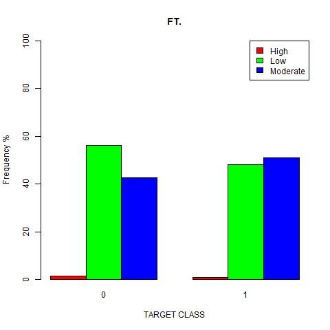 FT.
High
Low
Moderate
Frequency %
100
80
60
40
20
0
0
1
TARGET CLASS